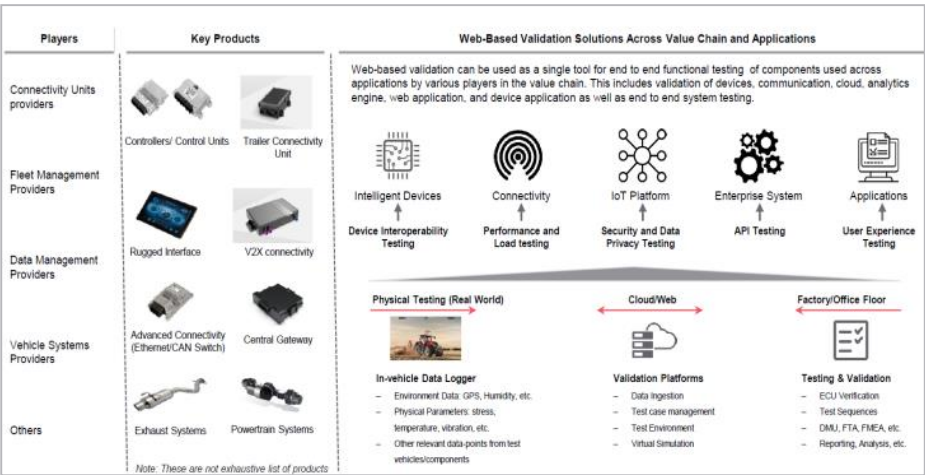 Players
Key Products
Web-Based Validation Solutions Across Value Chain and Applications
Connectivity Units
providers
Fleet Management
Providers
Data Management
Providers
Vehicle Systems
Providers
Others
Controllers/ Control Units
Trailer Connectivity
Unit
Rugged Interface
V2X connectivity
Advanced Connectivity
(Ethernet/CAN Switch)
Central Gateway
Exhaust Systems
Powertrain Systems
Note: These are not exhaustive list of products
Web-based validation can be used as a single tool for end to end functional testing of components used across
applications by various players in the value chain. This includes validation of devices, communication, cloud, analytics
engine, web application, and device application as well as end to end system testing.
Intelligent Devices
Connectivity
IoT Platform
Enterprise System
Applications
Device Interoperability
Testing
Performance and
Load testing
Security and Data
Privacy Testing
API Testing
User Experience
Testing
Physical Testing (Real World)
Cloud/Web
Factory/Office Floor
In-vehicle Data Logger
– Environment Data: GPS, Humidity, etc.
– Physical Parameters: stress,
temperature, vibration, etc.
– Other relevant data-points from test
vehicles/components
Validation Platforms
– Data Ingestion
– Test case management
– Test Environment
– Virtual Simulation
Testing & Validation
– ECU Verification
– Test Sequences
– DMU, FTA, FMEA, etc.
– Reporting, Analysis, etc.